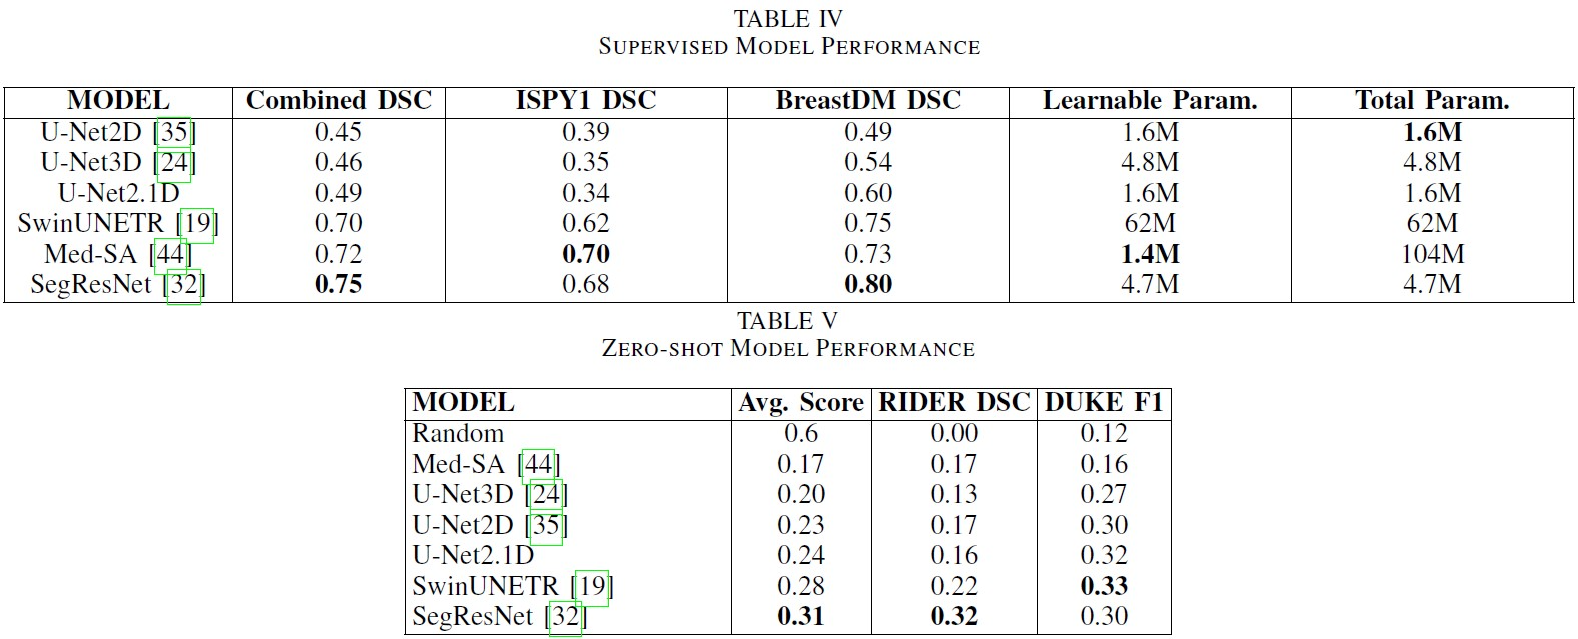 TABLE IV
SUPERVISED MODEL PERFORMANCE
MODEL Combined DSC ISPY1 DSC BreastDM DSC Learnable Param. Total Param.
U-Net2D [35] 0.45 0.39 0.49 1.6M 1.6M
U-Net3D [24] 0.46 0.35 0.54 4.8M 4.8M
U-Net2.1D 0.49 0.34 0.60 1.6M 1.6M
SwinUNETR [19] 0.70 0.62 0.75 62M 62M
Med-SA [44] 0.72 0.70 0.73 1.4M 104M
SegResNet [32] 0.75 0.68 0.80 4.7M 4.7M
TABLE V
ZERO-SHOT MODEL PERFORMANCE
MODEL Avg. Score RIDER DSC DUKE F1
Random 0.6 0.00 0.12
Med-SA [44] 0.17 0.17 0.16
U-Net3D [24] 0.20 0.13 0.27
U-Net2D [35] 0.23 0.17 0.30
U-Net2.1D 0.24 0.16 0.32
SwinUNETR [19] 0.28 0.22 0.33
SegResNet [32] 0.31 0.32 0.30